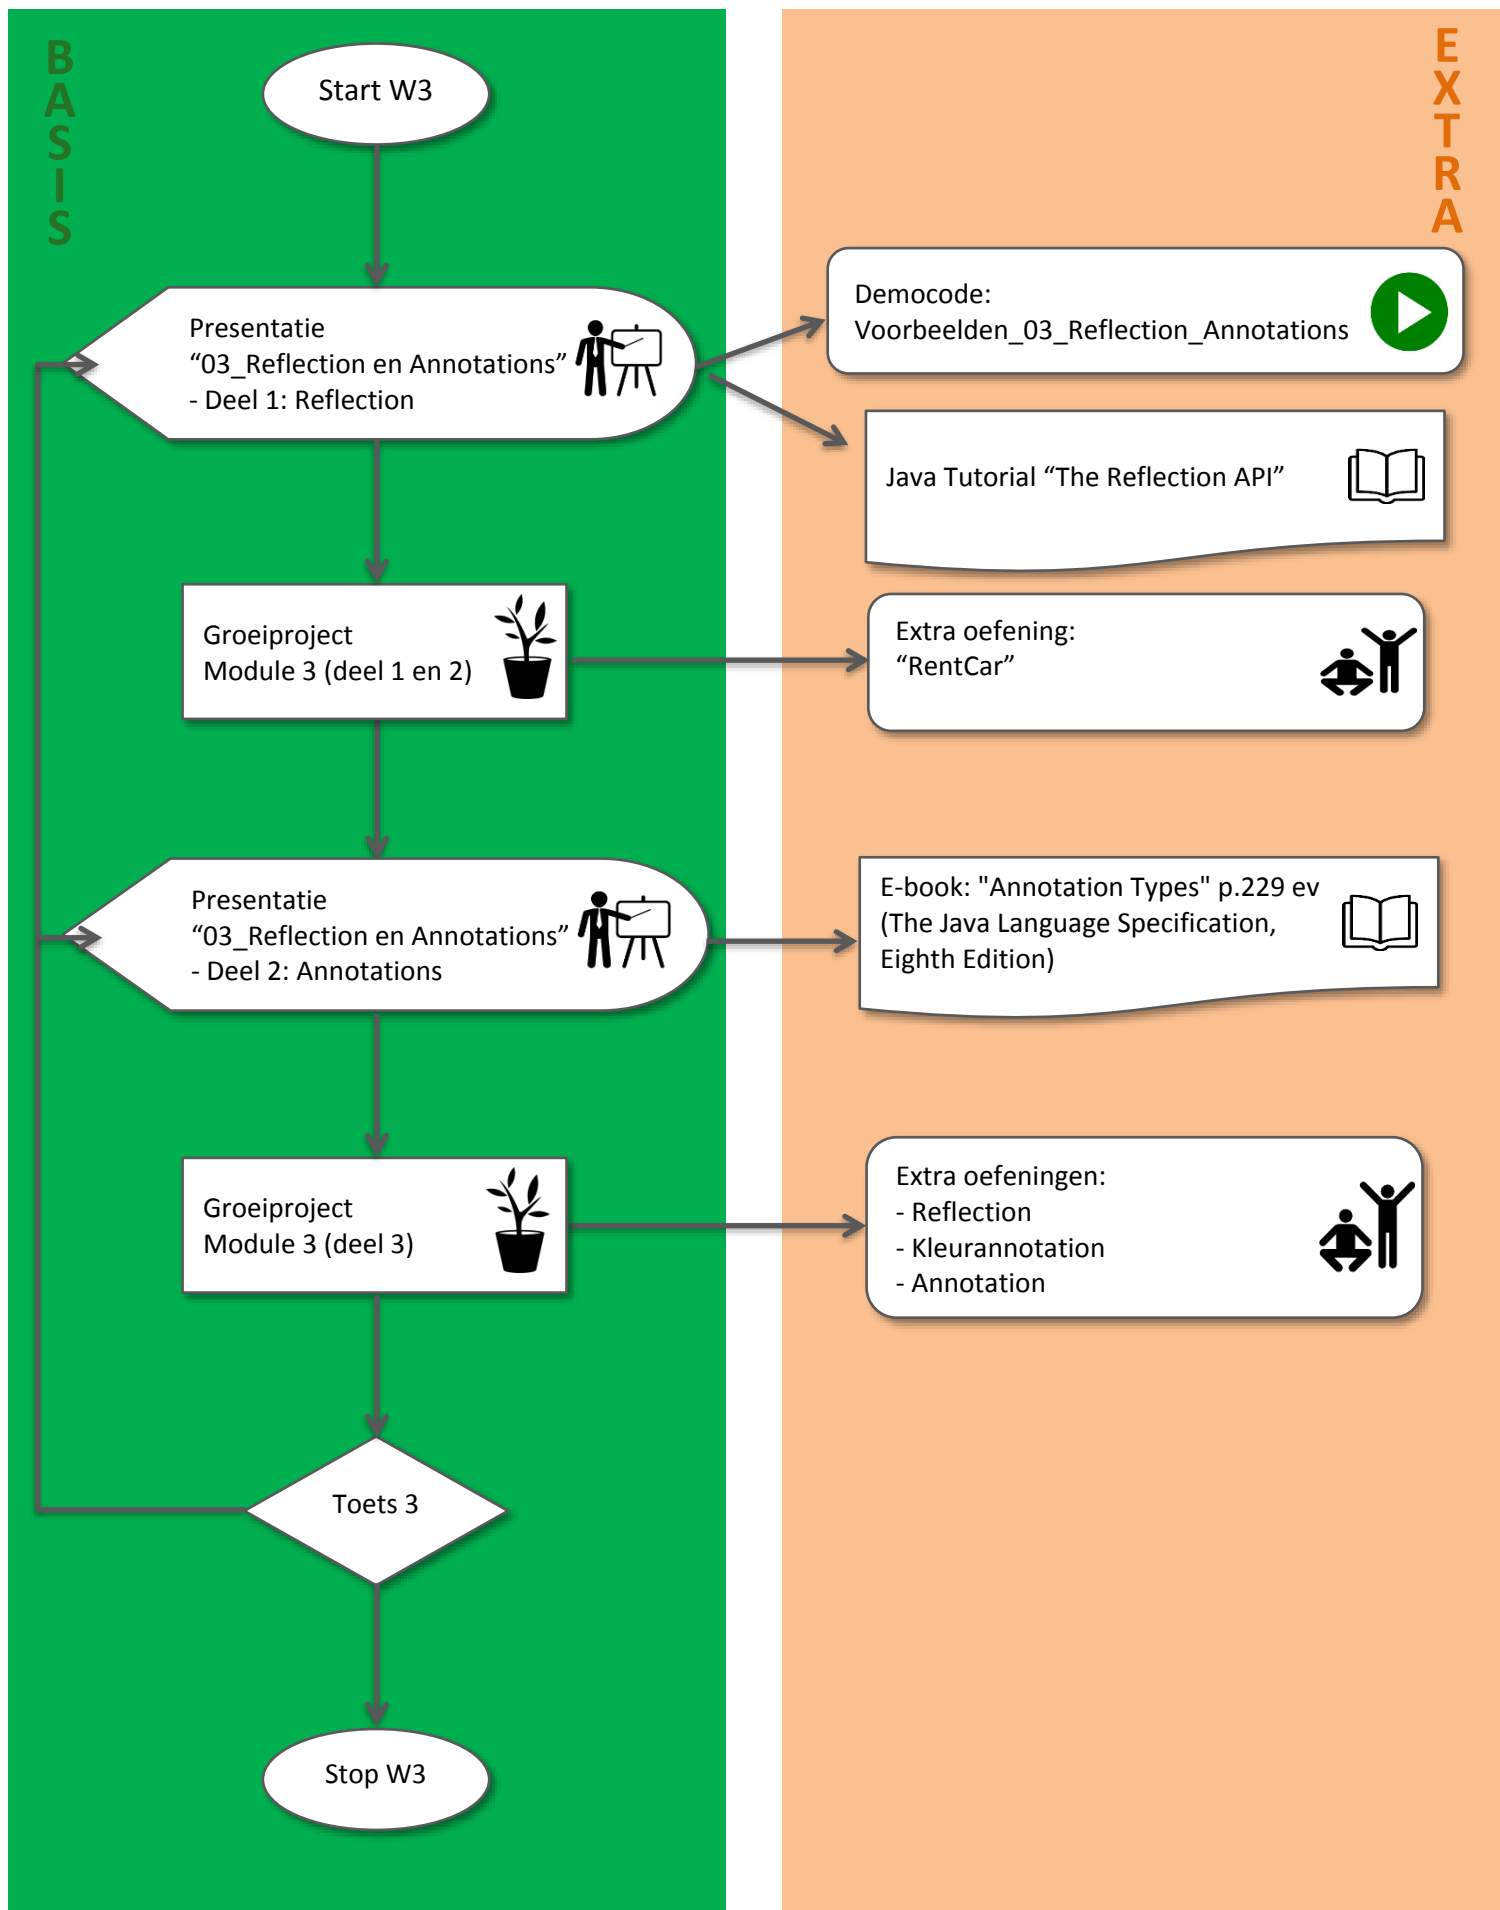 BASIS
EXTRA
Start W3
Presentatie
“03_Reflection en Annotations”
- Deel 1: Reflection
Democode:
Voorbeelden_03_Reflection_Annotations
Java Tutorial “The Reflection API”
Groeiproject
Module 3 (deel 1 en 2)
Extra oefening:
“RentCar”
Presentatie
“03_Reflection en Annotations”
- Deel 2: Annotations
E-book: "Annotation Types" p.229 ev
(The Java Language Specification,
Eighth Edition)
Groeiproject
Module 3 (deel 3)
Extra oefeningen:
- Reflection
- Kleurannotation
- Annotation
Toets 3
Stop W3